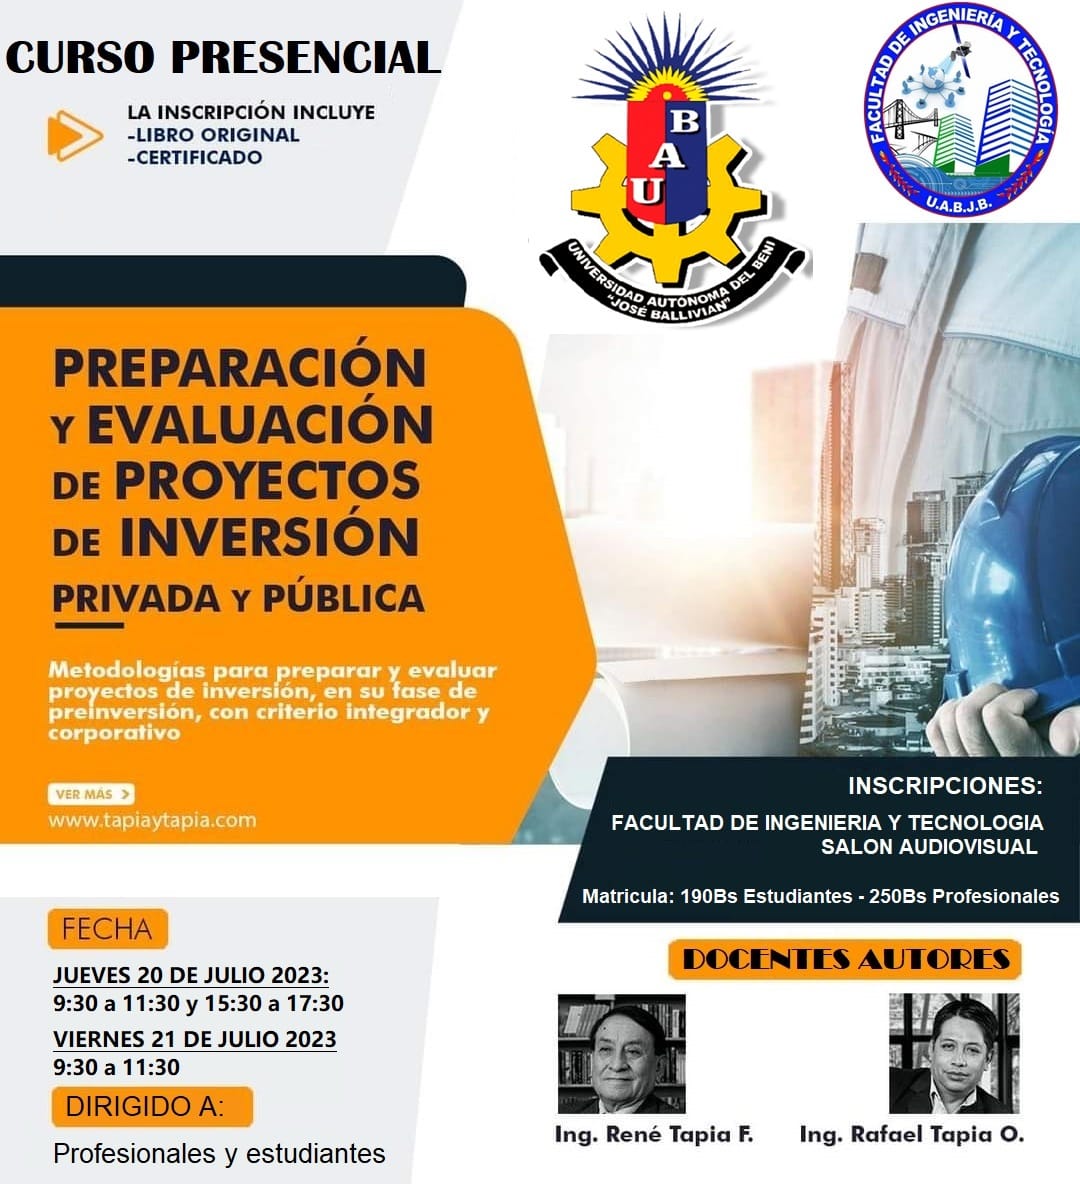 CURSO PRESENCIAL
LA INSCRIPCIÓN INCLUYE
-LIBRO ORIGINAL
-CERTIFICADO
B
A
U
UNIVERSIDAD AUTÓNOMA DEL BENI
"JOSÉ BALLIVIAN"
FACULTAD DE INGENIERÍA Y TECNOLOGÍA
U.A.B.J.B.
PREPARACIÓN
Y EVALUACIÓN
DE PROYECTOS
DE INVERSIÓN
PRIVADA Y PÚBLICA
Metodologías para preparar y evaluar
proyectos de inversión, en su fase de
preinversión, con criterio integrador y
corporativo
VER MÁS >
www.tapiaytapia.com
INSCRIPCIONES:
FACULTAD DE INGENIERIA Y TECNOLOGIA
SALON AUDIOVISUAL
Matricula: 190Bs Estudiantes - 250Bs Profesionales
FECHA
JUEVES 20 DE JULIO 2023:
9:30 a 11:30 y 15:30 a 17:30
VIERNES 21 DE JULIO 2023
9:30 a 11:30
DIRIGIDO A:
Profesionales y estudiantes
DOCENTES AUTORES
Ing. René Tapia F.
Ing. Rafael Tapia O.